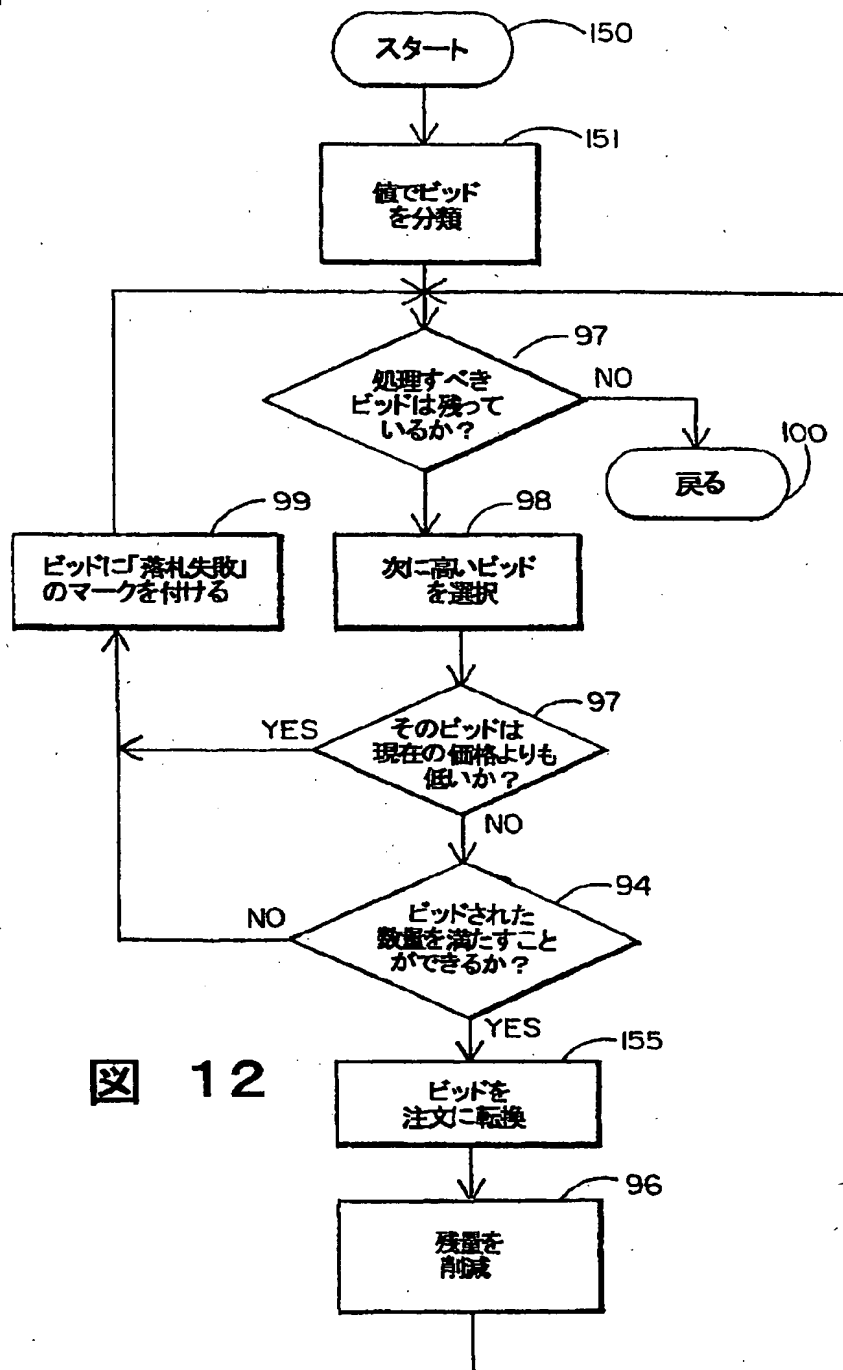 スタート
150
151
値でビッド
を分類
97
処理すべき
ビッドは残って
いるか？
NO
100
戻る
99
ビッドに「落札失敗」
のマークを付ける
98
次に高いビッド
を選択
97
YES
そのビッドは
現在の価格よりも
低いか？
NO
94
NO
ビッドされた
数量を満たすこと
ができるか？
YES
155
図 12
ビッドを
注文に転換
96
残量を
削減